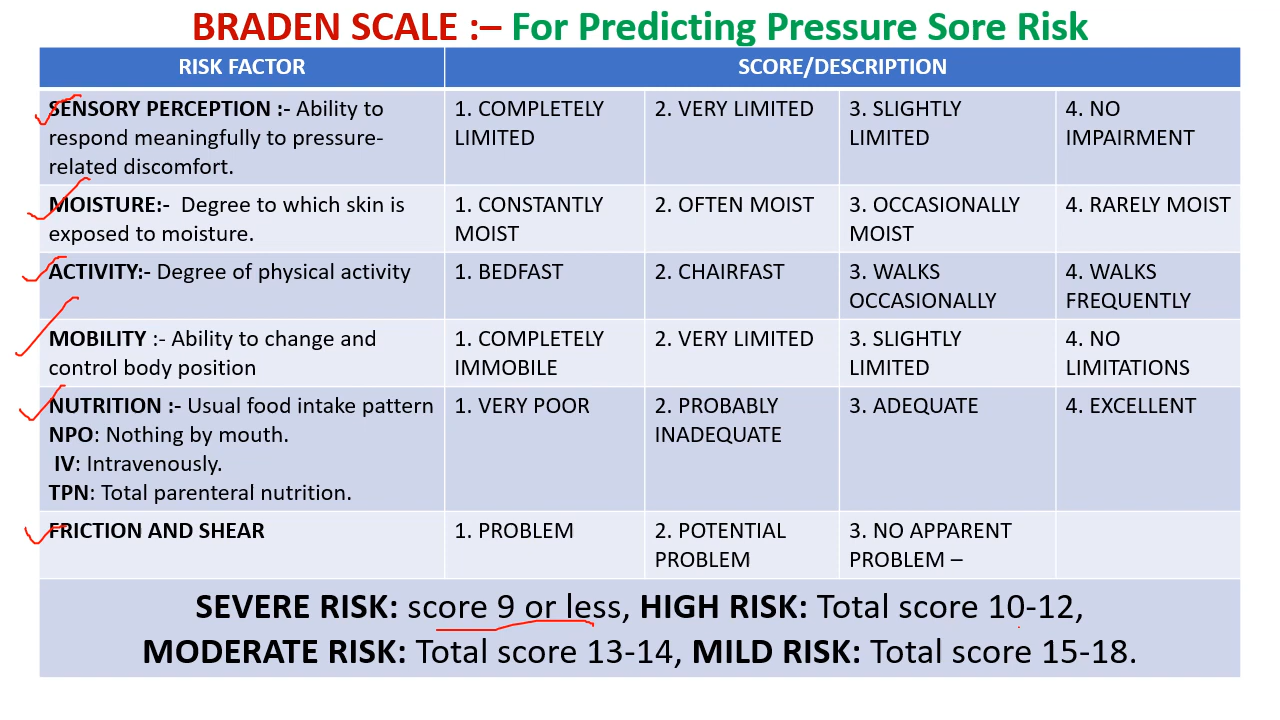 BRADEN SCALE :– For Predicting Pressure Sore Risk
RISK FACTOR
SCORE/DESCRIPTION
SENSORY PERCEPTION :- Ability to
respond meaningfully to pressure-
related discomfort.
1. COMPLETELY
LIMITED
2. VERY LIMITED
3. SLIGHTLY
LIMITED
4. NO
IMPAIRMENT
MOISTURE:- Degree to which skin is
exposed to moisture.
1. CONSTANTLY
MOIST
2. OFTEN MOIST
3. OCCASIONALLY
MOIST
4. RARELY MOIST
ACTIVITY:- Degree of physical activity
1. BEDFAST
2. CHAIRFAST
3. WALKS
OCCASIONALLY
4. WALKS
FREQUENTLY
MOBILITY :- Ability to change and
control body position
1. COMPLETELY
IMMOBILE
2. VERY LIMITED
3. SLIGHTLY
LIMITED
4. NO
LIMITATIONS
NUTRITION :- Usual food intake pattern
NPO: Nothing by mouth.
IV: Intravenously.
TPN: Total parenteral nutrition.
1. VERY POOR
2. PROBABLY
INADEQUATE
3. ADEQUATE
4. EXCELLENT
FRICTION AND SHEAR
1. PROBLEM
2. POTENTIAL
PROBLEM
3. NO APPARENT
PROBLEM –
SEVERE RISK: score 9 or less, HIGH RISK: Total score 10-12,
MODERATE RISK: Total score 13-14, MILD RISK: Total score 15-18.